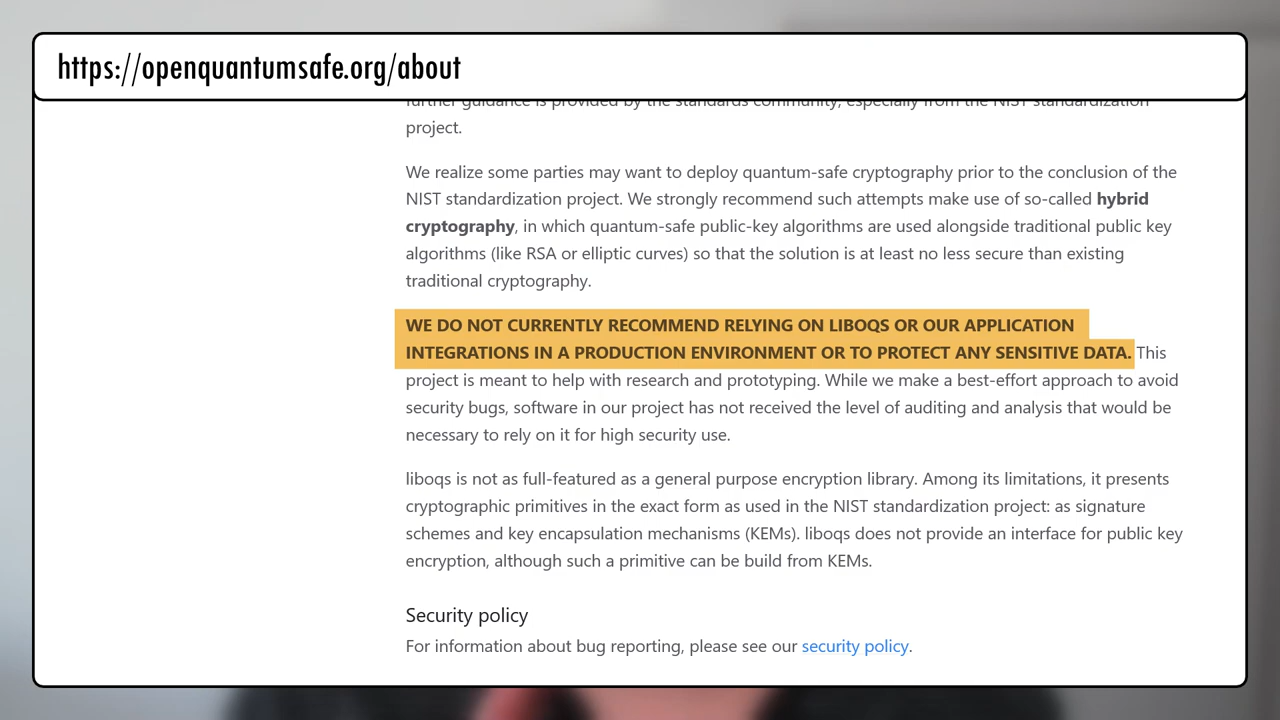 https://openquantumsafe.org/about
further guidance is provided by the standards community, especially from the NIST standardization
project.
We realize some parties may want to deploy quantum-safe cryptography prior to the conclusion of the
NIST standardization project. We strongly recommend such attempts make use of so-called hybrid
cryptography, in which quantum-safe public-key algorithms are used alongside traditional public key
algorithms (like RSA or elliptic curves) so that the solution is at least no less secure than existing
traditional cryptography.
WE DO NOT CURRENTLY RECOMMEND RELYING ON LIBOQS OR OUR APPLICATION
INTEGRATIONS IN A PRODUCTION ENVIRONMENT OR TO PROTECT ANY SENSITIVE DATA. This
project is meant to help with research and prototyping. While we make a best-effort approach to avoid
security bugs, software in our project has not received the level of auditing and analysis that would be
necessary to rely on it for high security use.
liboqs is not as full-featured as a general purpose encryption library. Among its limitations, it presents
cryptographic primitives in the exact form as used in the NIST standardization project: as signature
schemes and key encapsulation mechanisms (KEMs). liboqs does not provide an interface for public key
encryption, although such a primitive can be build from KEMs.
Security policy
For information about bug reporting, please see our security policy.